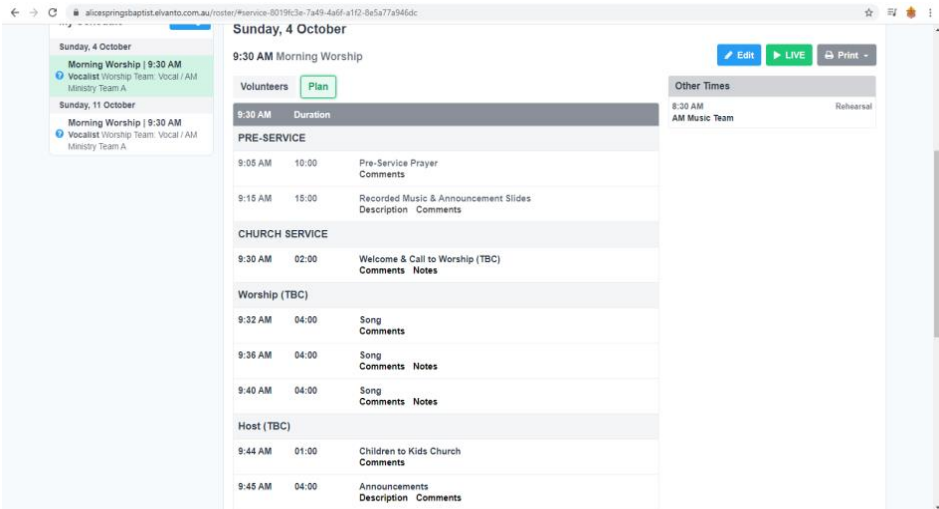 alicespringsbaptist.elvanto.com.au/roster/#service-8019fc3e-7a49-4a6f-a1f2-8e5a77a946dc
Sunday, 4 October
Morning Worship | 9:30 AM
Vocalist Worship Team: Vocal / AM
Ministry Team A
Sunday, 11 October
Morning Worship | 9:30 AM
Vocalist Worship Team: Vocal / AM
Ministry Team A
Sunday, 4 October
9:30 AM Morning Worship
Edit LIVE Print
Volunteers Plan
9:30 AM Duration
PRE-SERVICE
9:05 AM 10:00 Pre-Service Prayer
Comments
9:15 AM 15:00 Recorded Music & Announcement Slides
Description Comments
CHURCH SERVICE
9:30 AM 02:00 Welcome & Call to Worship (TBC)
Comments Notes
Worship (TBC)
9:32 AM 04:00 Song
Comments
9:36 AM 04:00 Song
Comments Notes
9:40 AM 04:00 Song
Comments Notes
Host (TBC)
9:44 AM 01:00 Children to Kids Church
Comments
9:45 AM 04:00 Announcements
Description Comments
Other Times
8:30 AM Rehearsal
AM Music Team